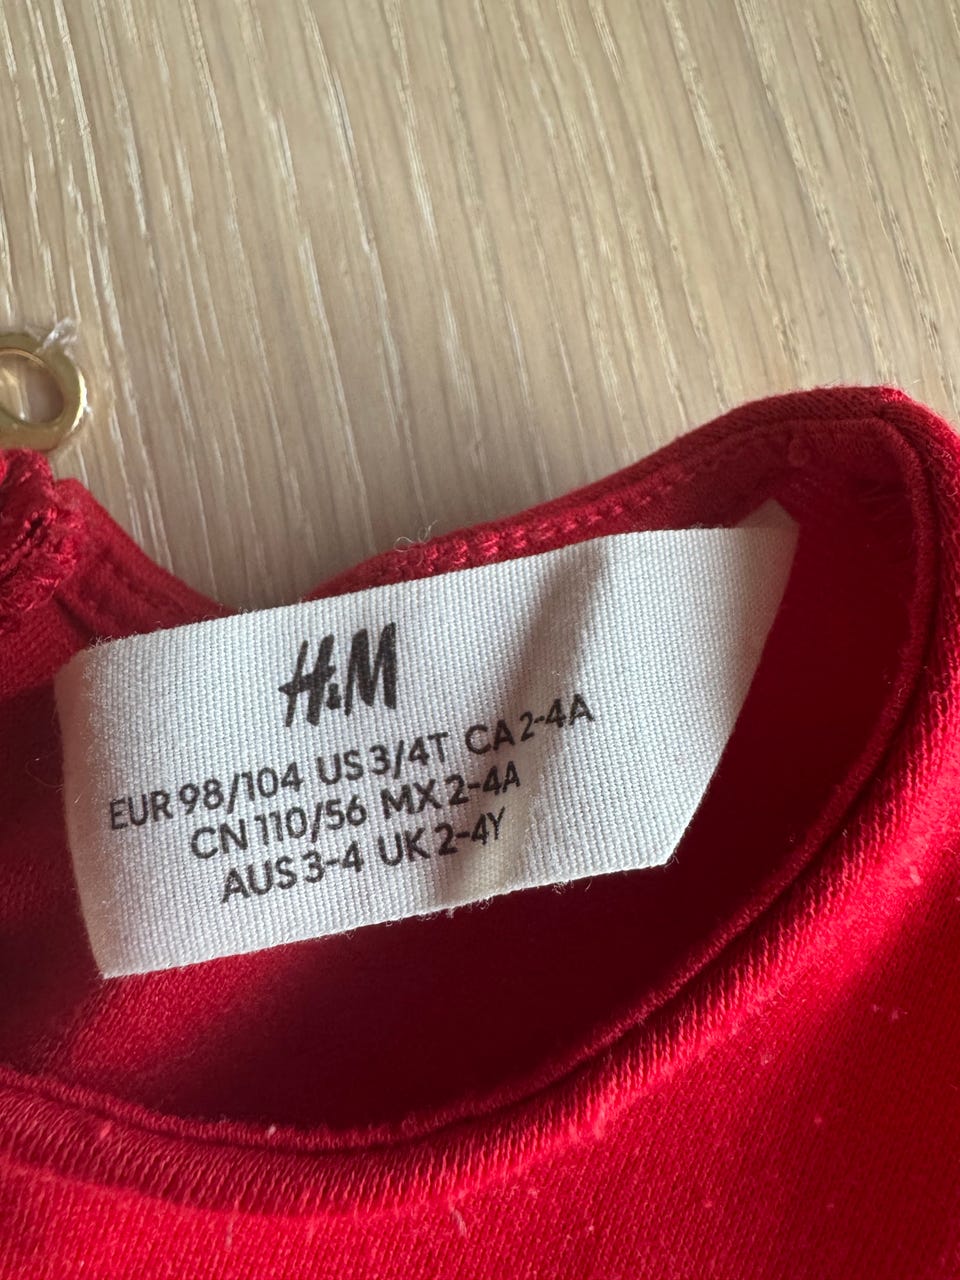 H&M
EUR 98/104 US 3/4T CA 2-4A
CN 110/56 MX 2-4A
AUS 3-4 UK 2-4Y